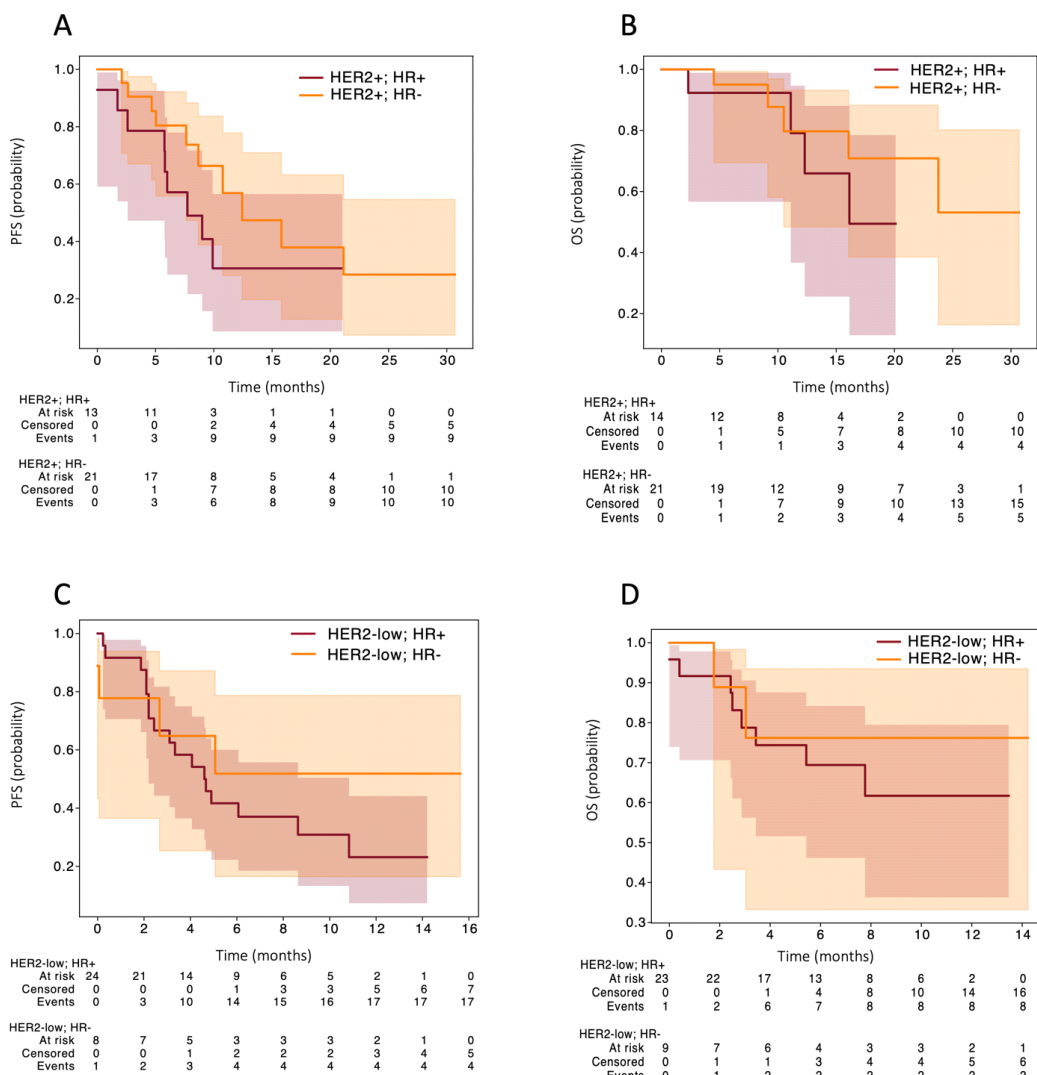 A
HER2+; HR+
HER2+; HR-
PFS (probability)
1.0
0.8
0.6
0.4
0.2
0 5 10 15 20 25 30
Time (months)
HER2+; HR+
At risk 13 11 3 1 1 0 0
Censored 0 0 2 4 4 5 5
Events 1 3 9 9 9 9 9
HER2+; HR-
At risk 21 17 8 5 4 1 1
Censored 0 1 7 8 8 10 10
Events 0 3 6 8 9 10 10
B
HER2+; HR+
HER2+; HR-
OS (probability)
1.0
0.8
0.6
0.4
0.2
0 5 10 15 20 25 30
Time (months)
HER2+; HR+
At risk 14 12 8 4 2 0 0
Censored 0 1 5 7 8 10 10
Events 0 1 1 3 4 4 4
HER2+; HR-
At risk 21 19 12 9 7 3 1
Censored 0 1 7 9 10 13 15
Events 0 1 2 3 4 5 5
C
HER2-low; HR+
HER2-low; HR-
PFS (probability)
1.0
0.8
0.6
0.4
0.2
0 2 4 6 8 10 12 14 16
Time (months)
HER2-low; HR+
At risk 24 21 14 9 6 5 2 1 0
Censored 0 0 0 1 3 3 5 6 7
Events 0 3 10 14 15 16 17 17 17
HER2-low; HR-
At risk 8 7 5 3 3 3 2 1 0
Censored 0 0 1 2 2 2 3 4 5
Events 1 2 3 4 4 4 4 4 4
D
HER2-low; HR+
HER2-low; HR-
OS (probability)
1.0
0.9
0.8
0.7
0.6
0.5
0.4
0.3
0 2 4 6 8 10 12 14
Time (months)
HER2-low; HR+
At risk 23 22 17 13 8 6 2 0
Censored 0 0 1 4 8 10 14 16
Events 1 2 6 7 8 8 8 8
HER2-low; HR-
At risk 9 7 6 4 3 3 2 1
Censored 0 1 1 3 4 4 5 6
Events